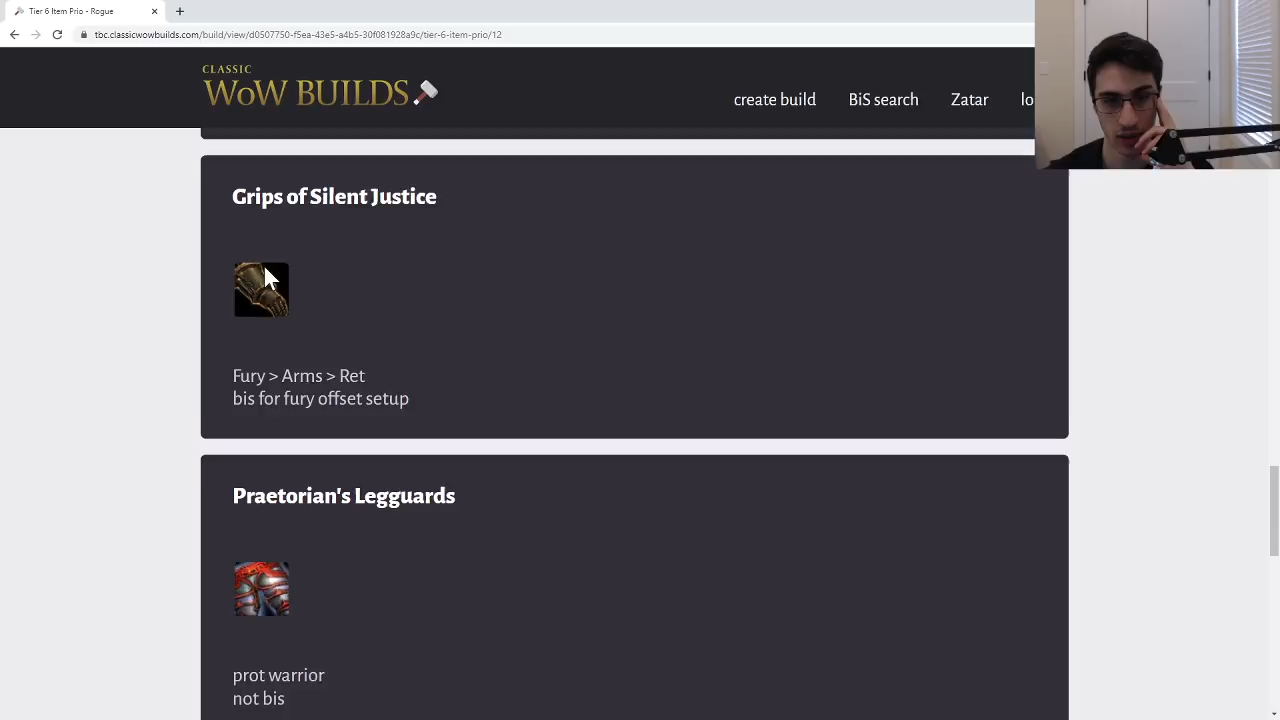 Tier 6 Item Prio - Rogue
tbc.classicwowbuilds.com/build/view/d0507750-f5ea-43e5-a4b5-30f081928a9c/tier-6-item-prio/12
CLASSIC
WoW BUILDS
create build BiS search Zatar lo
Grips of Silent Justice
Fury > Arms > Ret
bis for fury offset setup
Praetorian's Legguards
prot warrior
not bis